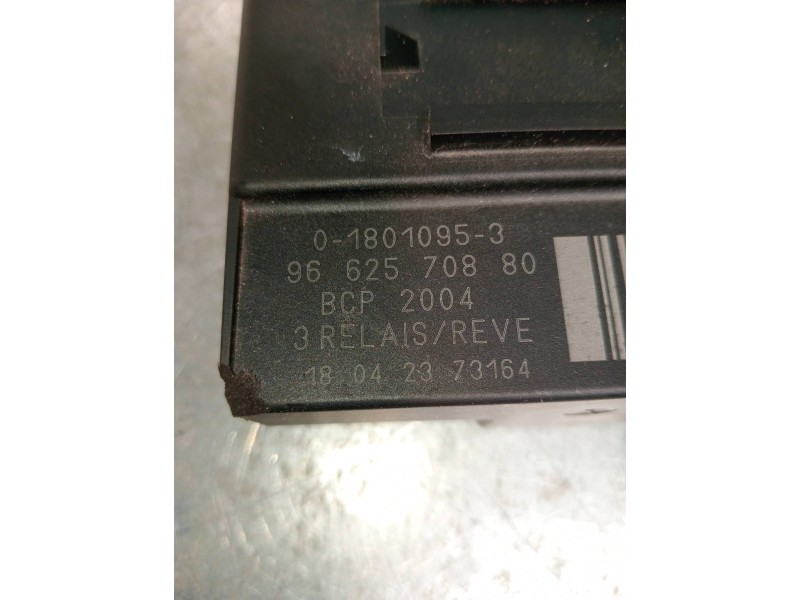 0-1801095-3
96 625 708 80
BCP 2004
3 RELAIS/REVE
18 04 23 73164